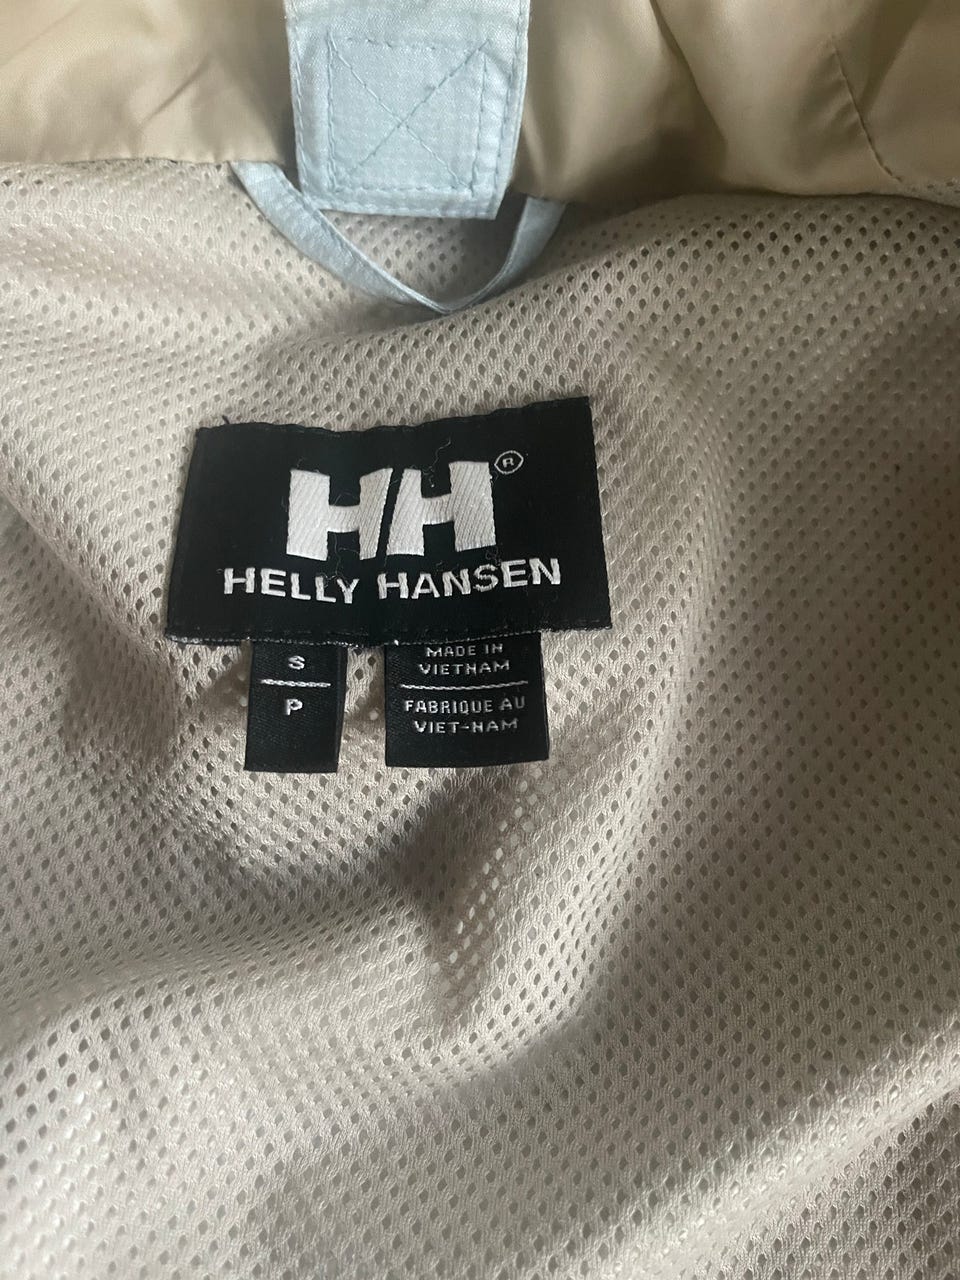 HH®
HELLY HANSEN
S
P
MADE IN
VIETNAM
FABRIQUE AU
VIET-NAM